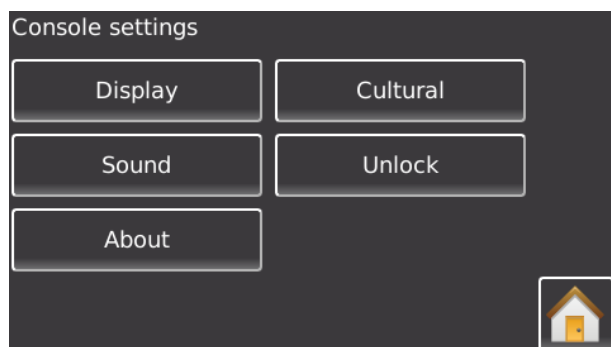 Console settings
Display
Cultural
Sound
Unlock
About